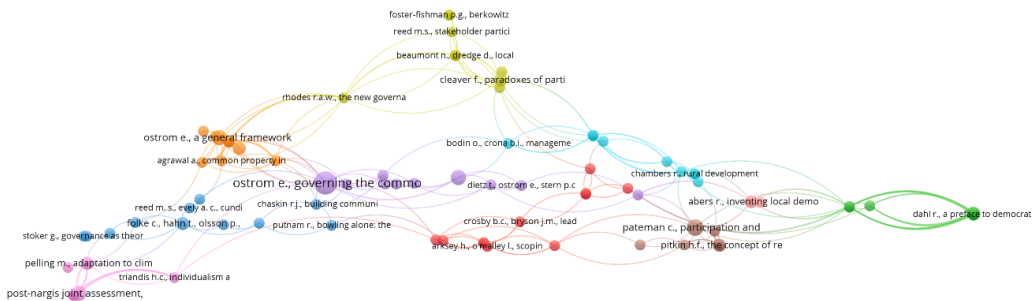 foster-fishman p.g., berkowitz
reed m.s., stakeholder partici
beaumont n., dredge d., local
cleaver f., paradoxes of parti
rhodes r.a.w., the new governa
ostrom e., a general framework
bodin o., crona b.i., manageme
agrawal a., common property in
chambers r., rural development
ostrom e., governing the commo
dietz t., ostrom e., stern p.c
abers r., inventing local demo
chaskin r.j., building communi
reed m. s., evely a. c., cundi
dahl r., a preface to democrat
folke c., hahn t., olsson p.,
putnam r., bowling alone: the
crosby b.c., bryson j.m., lead
pateman c., participation and
stoker g., governance as theor
arksey h., o'malley l., scopin
pitkin h.f., the concept of re
pelling m., adaptation to clim
triandis h.c., individualism a
post-nargis joint assessment,